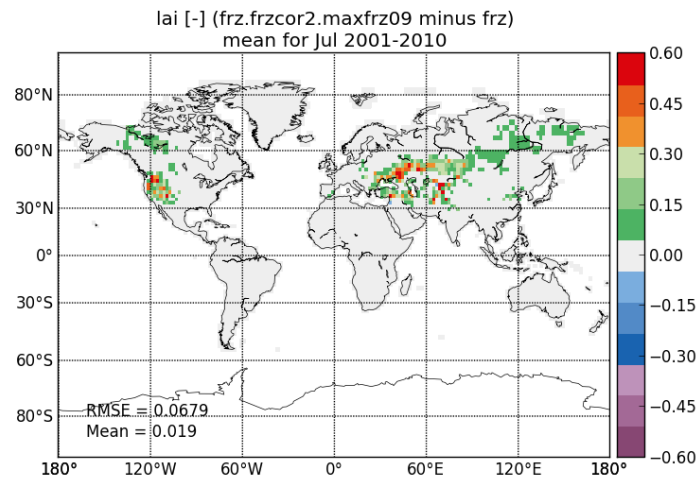 lai [-] (frz.frzcor2.maxfrz09 minus frz)
mean for Jul 2001-2010
80°N
60°N
30°N
0°
30°S
60°S
80°S
RMSE = 0.0679
Mean = 0.019
180° 120°W 60°W 0° 60°E 120°E 180°
0.60
0.45
0.30
0.15
0.00
−0.15
−0.30
−0.45
−0.60